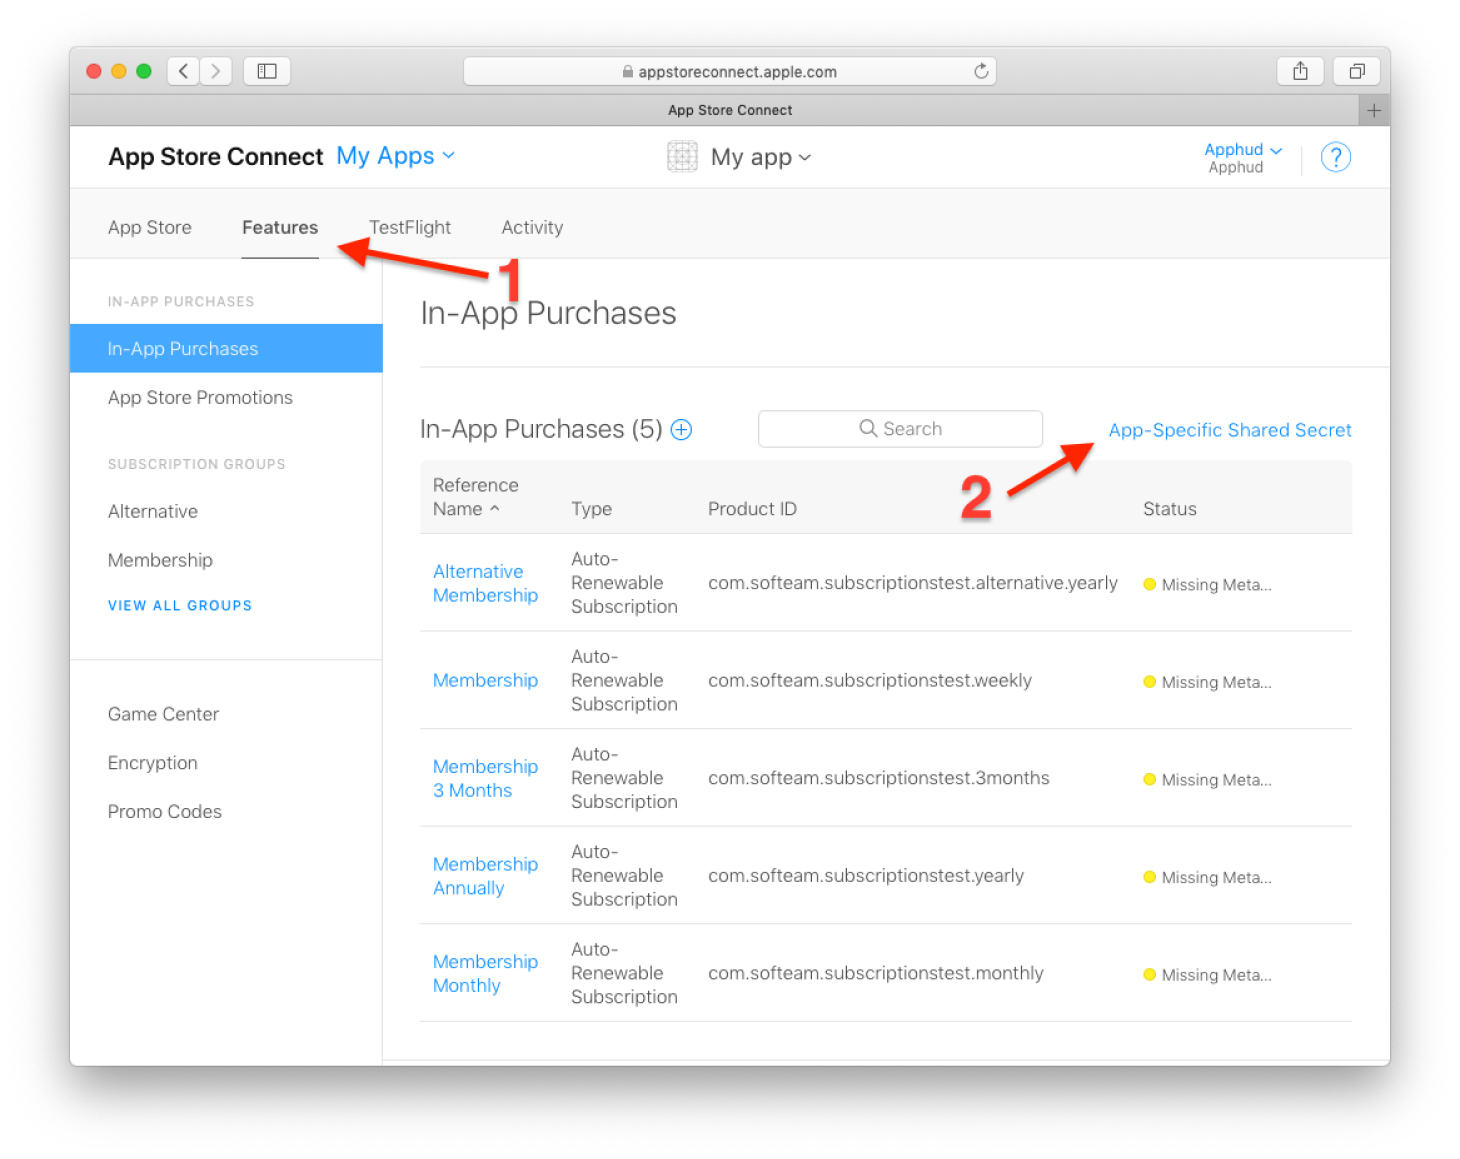 appstoreconnect.apple.com
App Store Connect
App Store Connect My Apps
My app
Apphud
Apphud
?
App Store Features TestFlight Activity
1
IN-APP PURCHASES
In-App Purchases
App Store Promotions
SUBSCRIPTION GROUPS
Alternative
Membership
VIEW ALL GROUPS
Game Center
Encryption
Promo Codes
In-App Purchases
In-App Purchases (5)
Search
App-Specific Shared Secret
2
Reference
Name
Type
Product ID
Status
Alternative
Membership
Auto-
Renewable
Subscription
com.softeam.subscriptionstest.alternative.yearly
Missing Meta...
Membership
Auto-
Renewable
Subscription
com.softeam.subscriptionstest.weekly
Missing Meta...
Membership
3 Months
Auto-
Renewable
Subscription
com.softeam.subscriptionstest.3months
Missing Meta...
Membership
Annually
Auto-
Renewable
Subscription
com.softeam.subscriptionstest.yearly
Missing Meta...
Membership
Monthly
Auto-
Renewable
Subscription
com.softeam.subscriptionstest.monthly
Missing Meta...